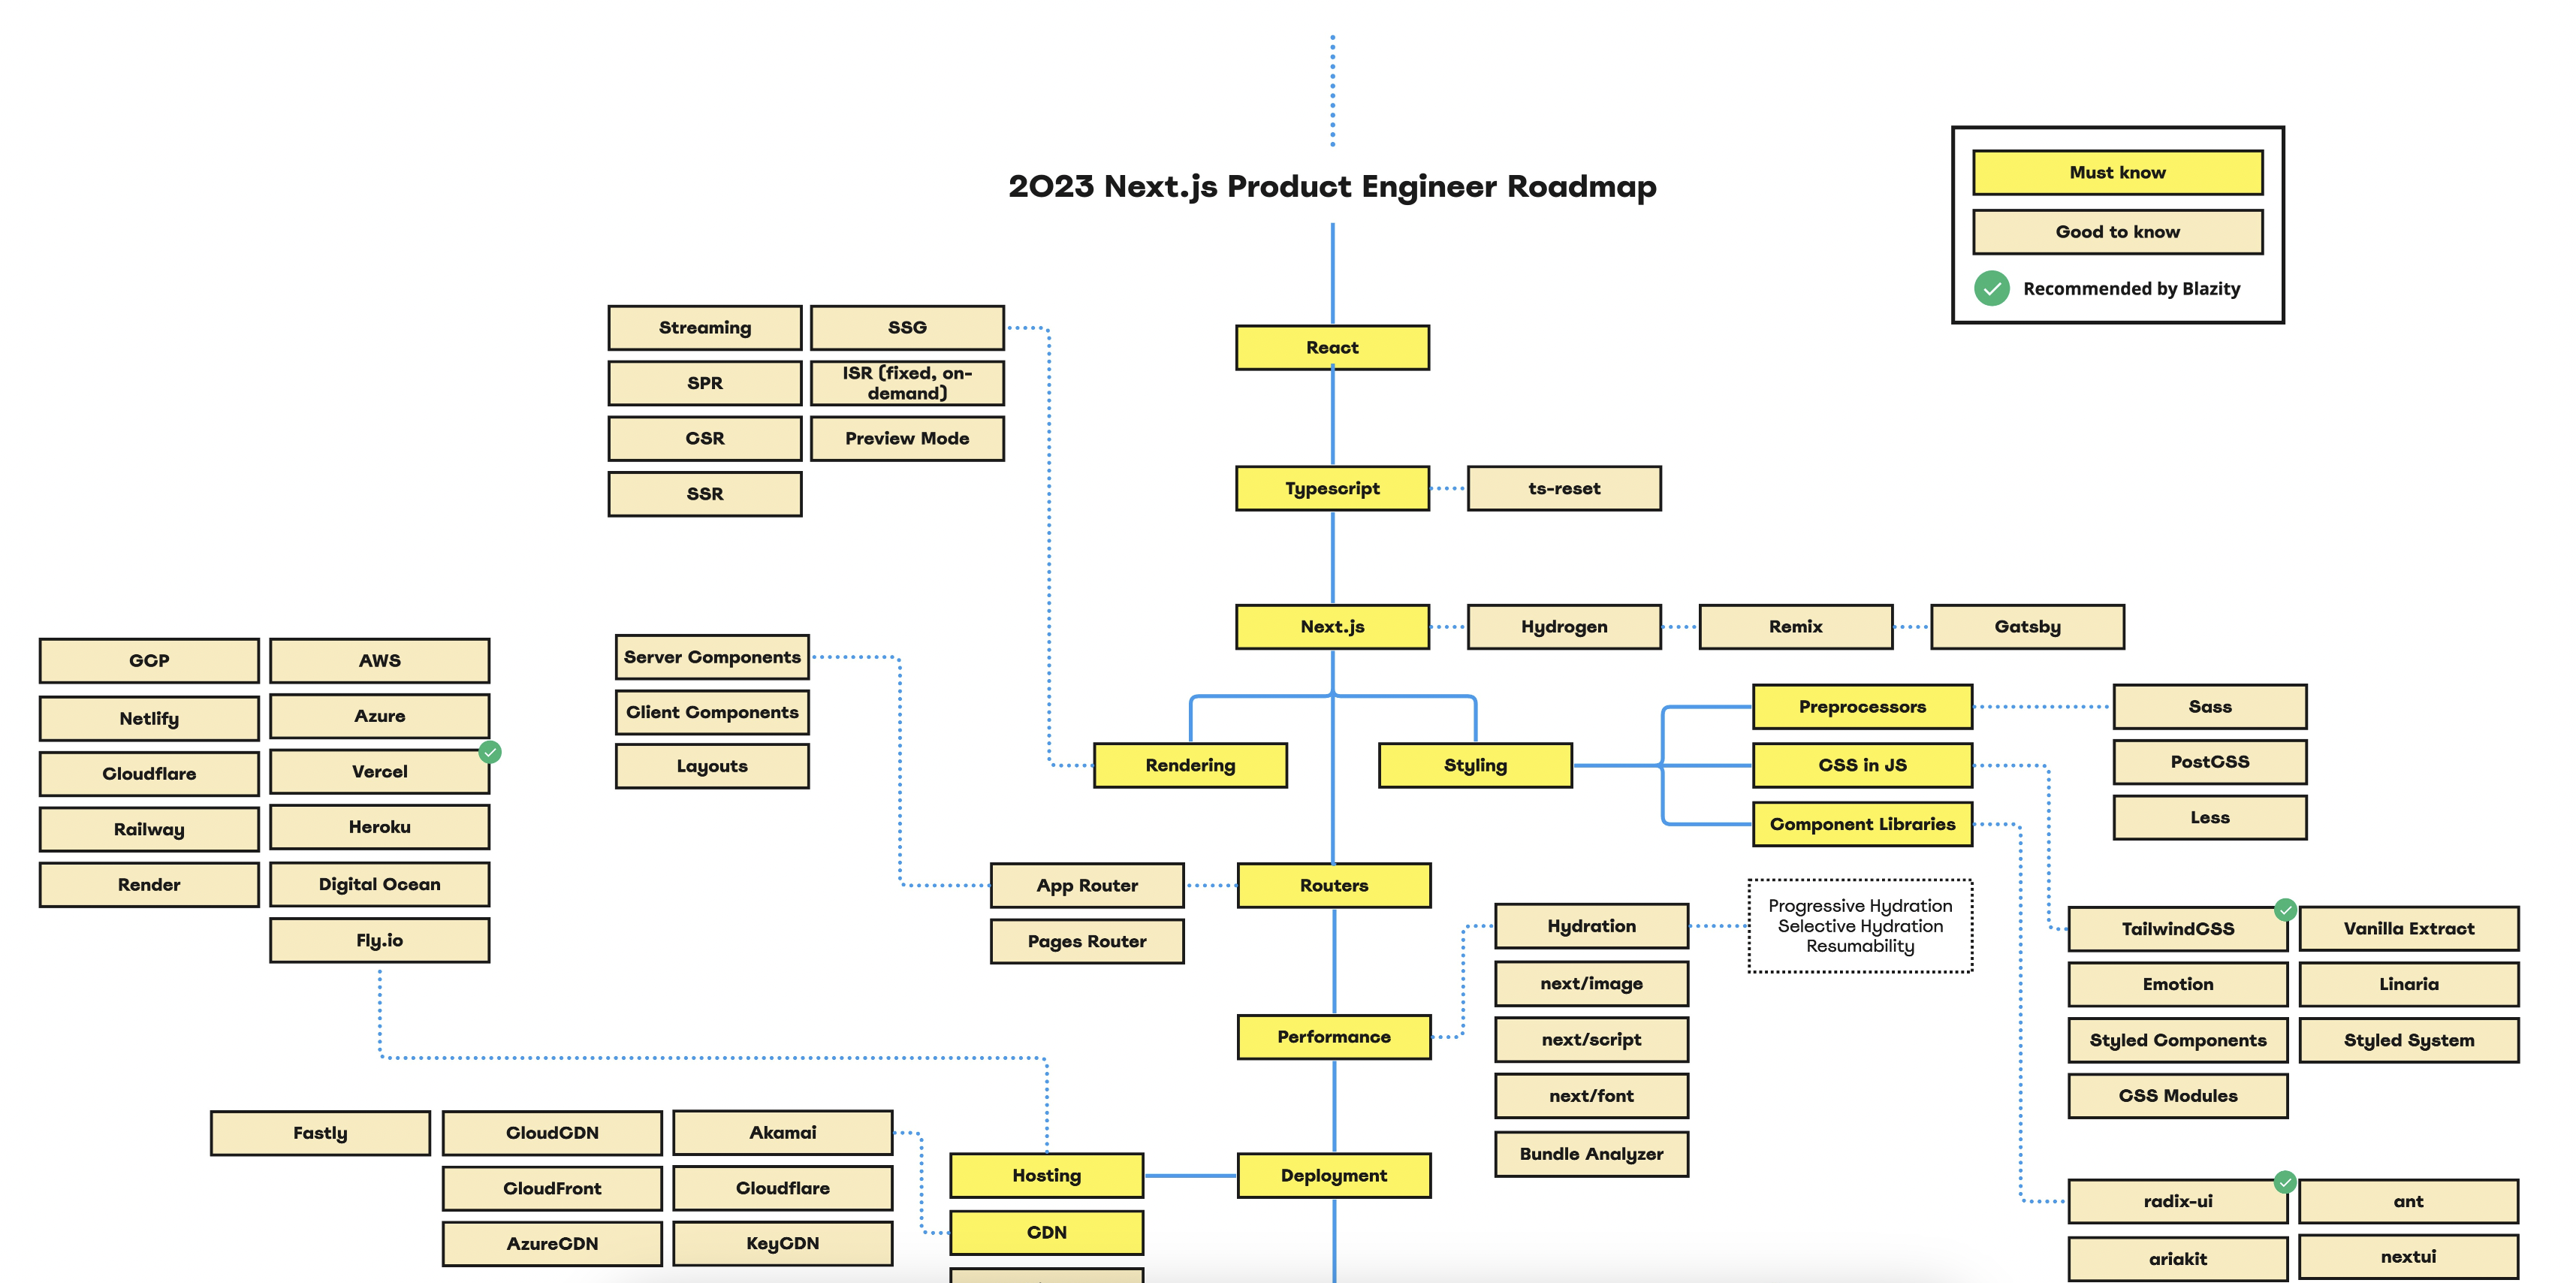 2023 Next.js Product Engineer Roadmap
Must know
Good to know
Recommended by Blazity
Streaming
SSG
SPR
ISR (fixed, on-
demand)
CSR
Preview Mode
SSR
React
Typescript
ts-reset
Next.js
Hydrogen
Remix
Gatsby
GCP
AWS
Netlify
Azure
Cloudflare
Vercel
Railway
Heroku
Render
Digital Ocean
Fly.io
Server Components
Client Components
Layouts
Rendering
Styling
Preprocessors
CSS in JS
Component Libraries
Sass
PostCSS
Less
App Router
Routers
Pages Router
Hydration
Progressive Hydration
Selective Hydration
Resumability
next/image
next/script
next/font
Bundle Analyzer
Performance
TailwindCSS
Vanilla Extract
Emotion
Linaria
Styled Components
Styled System
CSS Modules
Fastly
CloudCDN
Akamai
CloudFront
Cloudflare
AzureCDN
KeyCDN
Hosting
Deployment
CDN
radix-ui
ant
ariakit
nextui